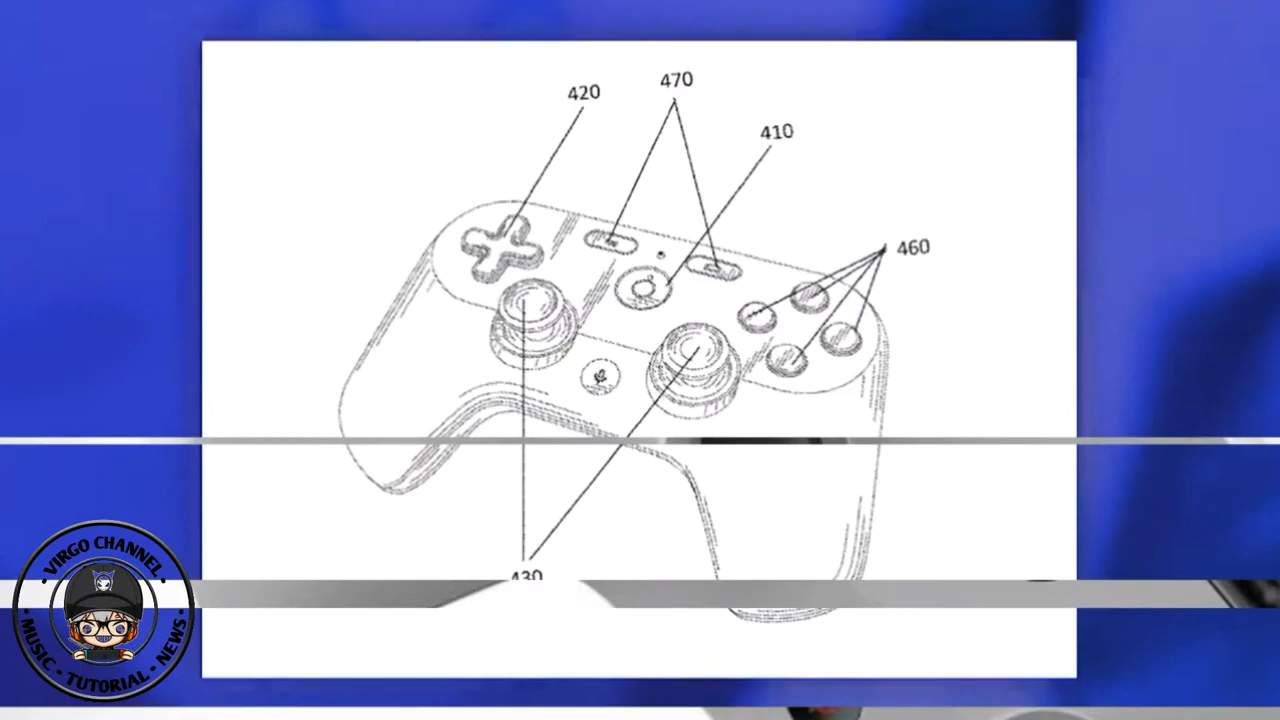 420
470
410
460
430
VIRGO CHANNEL
MUSIC • TUTORIAL • NEWS